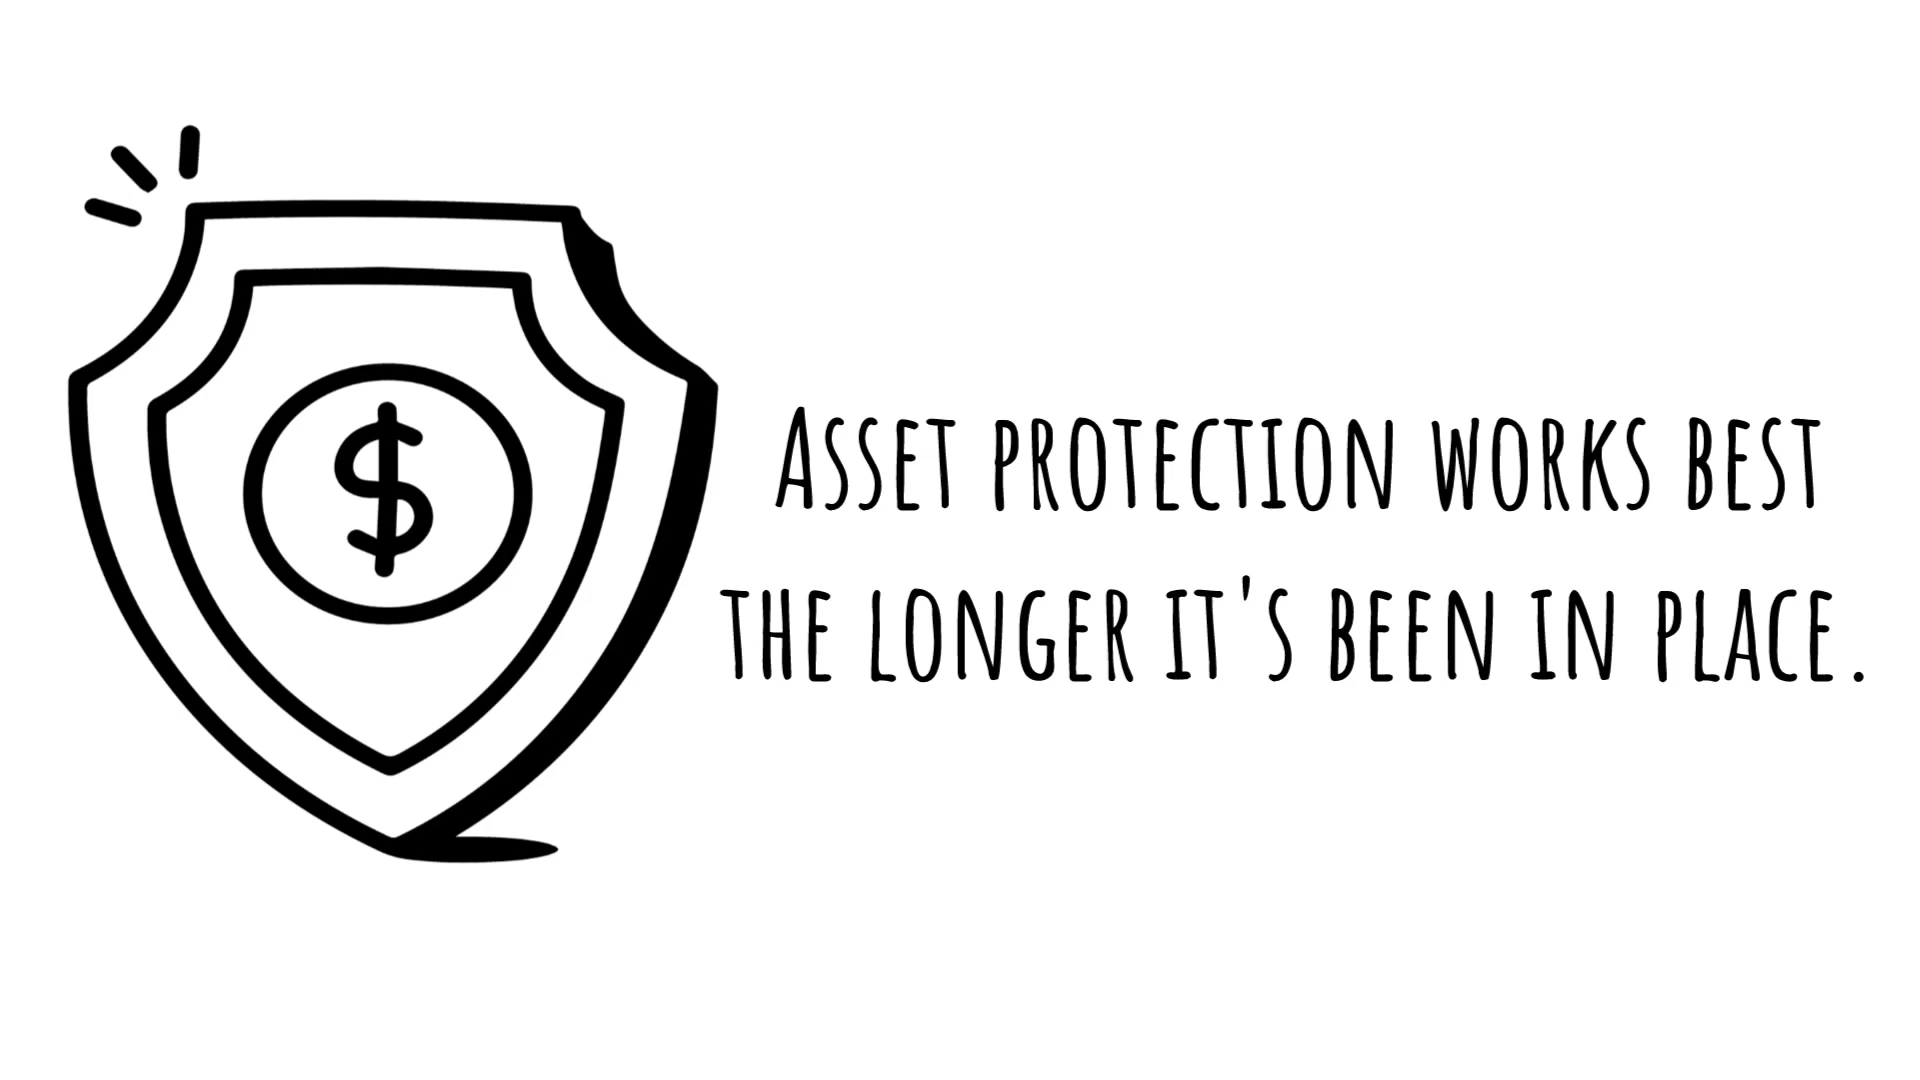 $
Asset protection works best
the longer it's been in place.